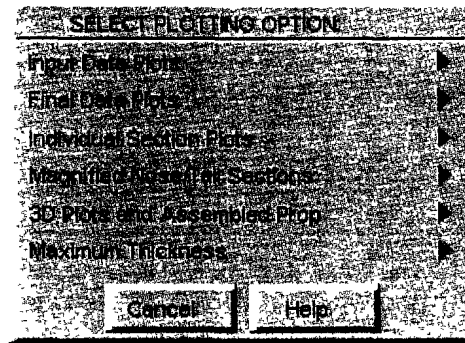 SELECT PLOTTING OPTION:
Input Data Plots
Final Data Plots
Individual Section Plots
Magnified Nose/Tail Sections
3D Plots and Assembled Prop
Maximum Thickness
Cancel Help